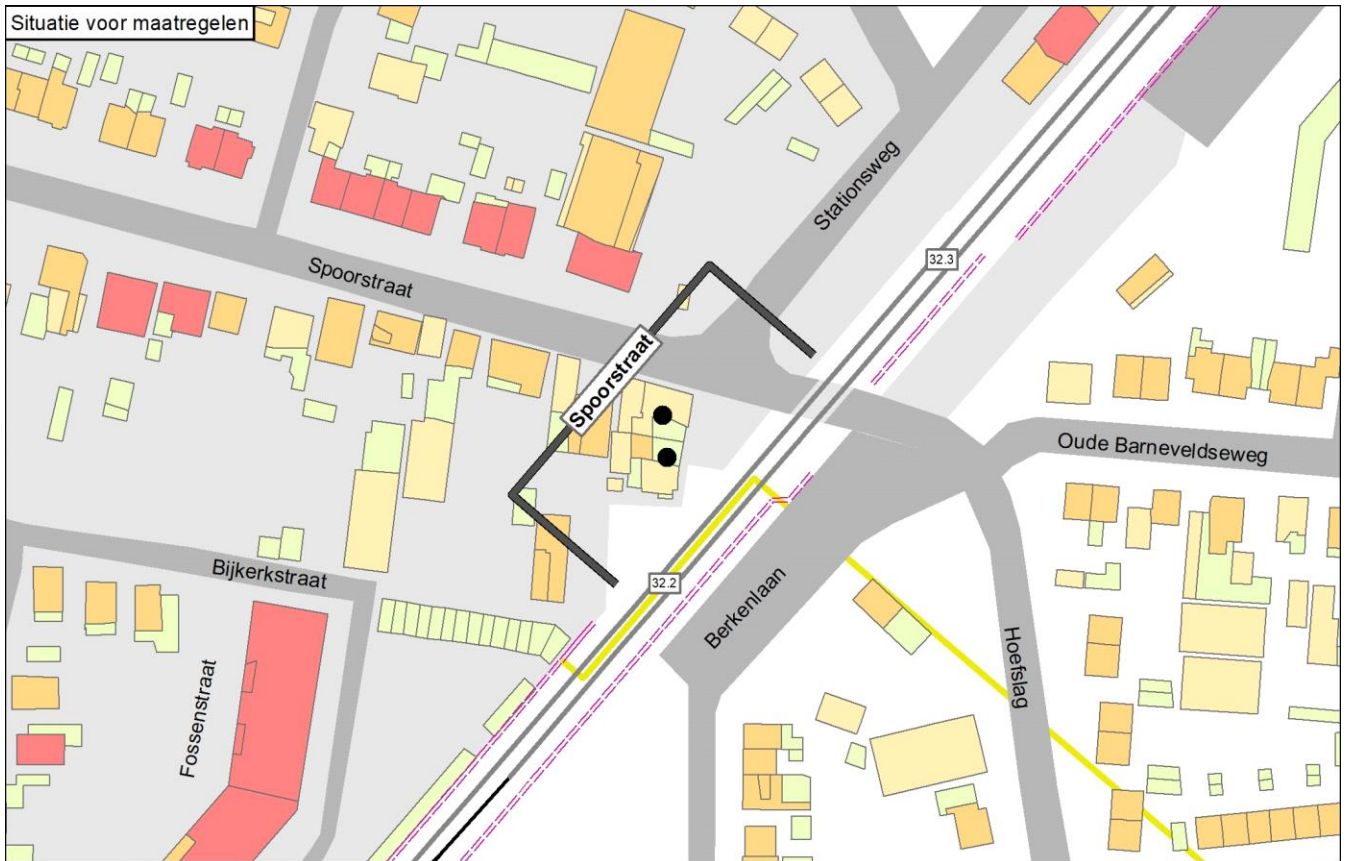 Situatie voor maatregelen
Stationsweg
32.3
Spoorstraat
Spoorstraat
Oude Barneveldseweg
32.2
Bijkerkstraat
Berkenlaan
Hoefslag
Fossenstraat